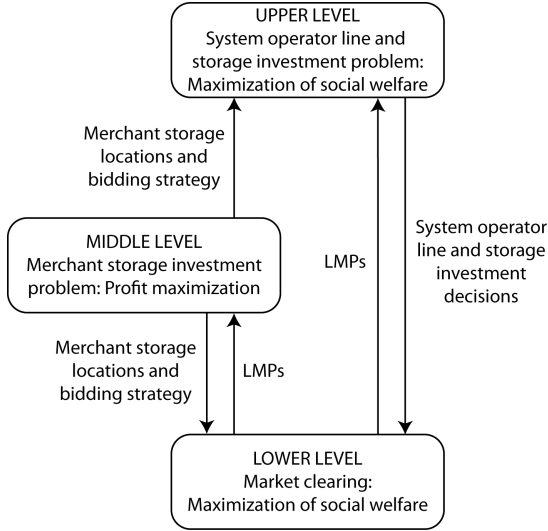 UPPER LEVEL
System operator line and
storage investment problem:
Maximization of social welfare
Merchant storage
locations and
bidding strategy
MIDDLE LEVEL
Merchant storage investment
problem: Profit maximization
LMPs
System operator
line and storage
investment
decisions
Merchant storage
locations and
bidding strategy
LMPs
LOWER LEVEL
Market clearing:
Maximization of social welfare